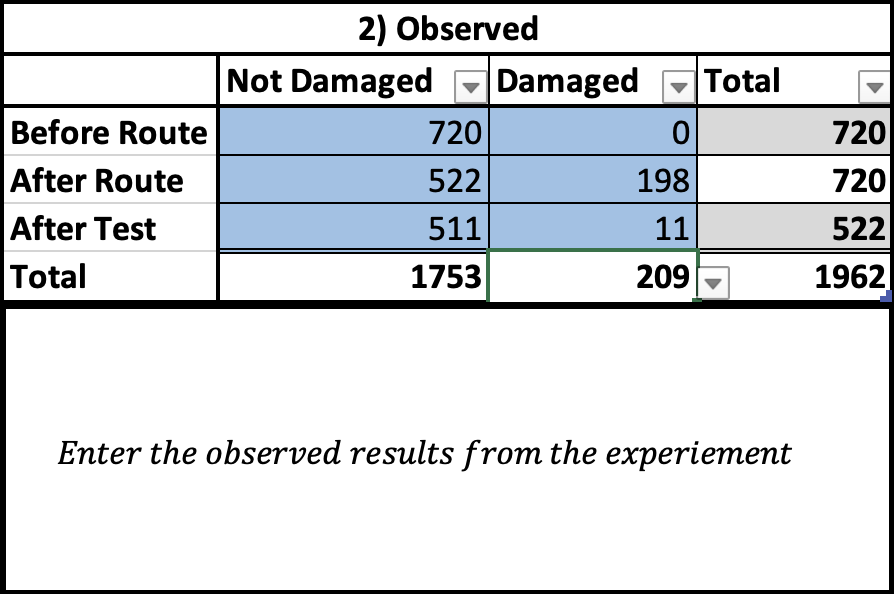 2) Observed
Not Damaged Damaged Total
Before Route 720 0 720
After Route 522 198 720
After Test 511 11 522
Total 1753 209 1962
Enter the observed results from the experiement